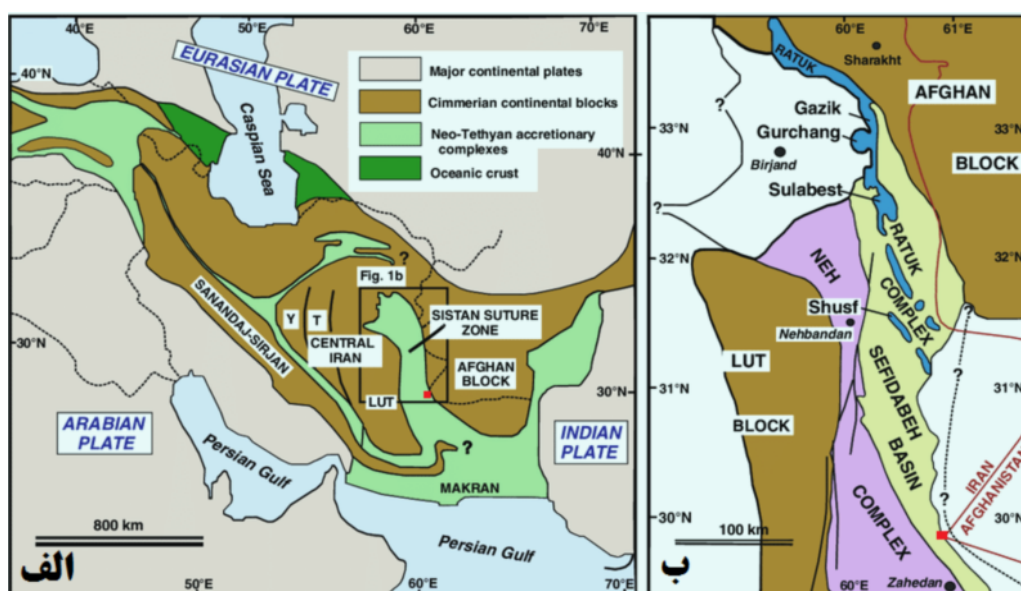 40°E
50°E
60°E
70°E
EURASIAN PLATE
40°N
Caspian Sea
Major continental plates
Cimmerian continental blocks
Neo-Tethyan accretionary
complexes
Oceanic crust
40°N
?
Fig. 1b
SANANDAJ-SIRJAN
Y
T
CENTRAL
IRAN
SISTAN SUTURE
ZONE
30°N
AFGHAN
BLOCK
LUT
30°N
ARABIAN
PLATE
Persian Gulf
?
INDIAN
PLATE
MAKRAN
800 km
Persian Gulf
الف
50°E
60°E
70°E
60°E
61°E
RATUK
Sharakht
?
Gazik
AFGHAN
33°N
Gurchang
33°N
Birjand
BLOCK
Sulabest
?
RATUK
32°N
NEH
32°N
COMPLEX
Shusf
?
Nehbandan
LUT
SEFIDABEH
31°N
?
31°N
BLOCK
BASIN
IRAN
AFGHANISTAN
?
COMPLEX
30°N
30°N
100 km
ب
60°E
Zahedan